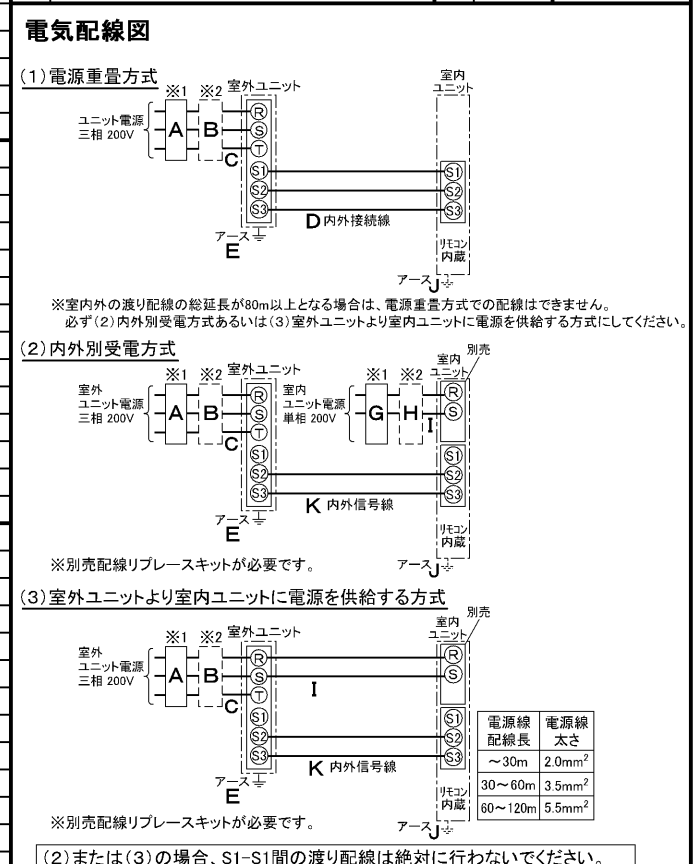 電気配線図
(1)電源重畳方式
※1 ※2 室外ユニット
室内
ユニット
ユニット電源
三相 200V
A B C
R
S
T
S1
S2
S3
S1
S2
S3
D 内外接続線
アース
E
リモコン
内蔵
アース J
※室内外の渡り配線の総延長が80m以上となる場合は、電源重畳方式での配線はできません。
必ず(2)内外別受電方式あるいは(3)室外ユニットより室内ユニットに電源を供給する方式にしてください。
(2)内外別受電方式
※1 ※2 室外ユニット
※1 ※2
室内
ユニット
別売
室外
ユニット電源
三相 200V
A B C
R
S
T
S1
S2
S3
室内
ユニット電源
単相 200V
G H I
R
S
S1
S2
S3
K 内外信号線
アース
E
リモコン
内蔵
アース J
※別売配線リプレースキットが必要です。
(3)室外ユニットより室内ユニットに電源を供給する方式
※1 ※2 室外ユニット
室内
ユニット
別売
室外
ユニット電源
三相 200V
A B C
R
S
T
S1
S2
S3
I
R
S
S1
S2
S3
K 内外信号線
アース
E
リモコン
内蔵
アース J
電源線配線長 電源線太さ
～30m 2.0mm²
30～60m 3.5mm²
60～120m 5.5mm²
※別売配線リプレースキットが必要です。
(2)または(3)の場合、S1-S1間の渡り配線は絶対に行わないでください。